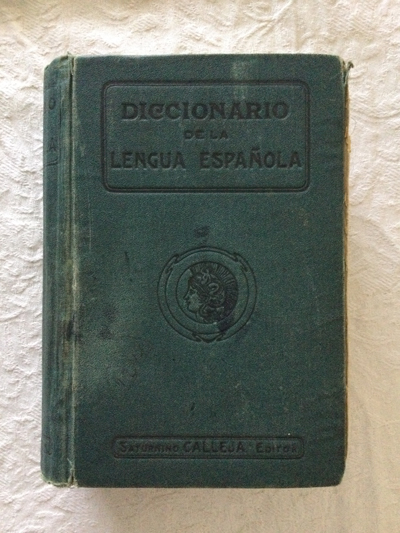 DICCIONARIO
DE LA
LENGUA ESPAÑOLA
SATURNINO CALLEJA·EDITOR